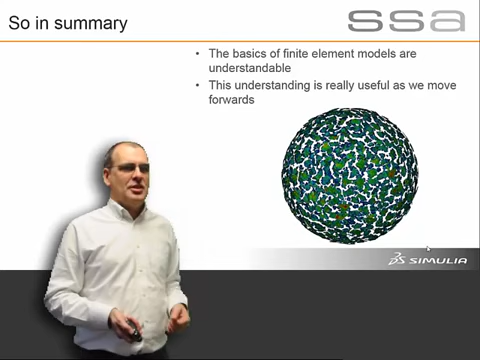 So in summary
ssa
• The basics of finite element models are
understandable
• This understanding is really useful as we move
forwards
SIMULIA